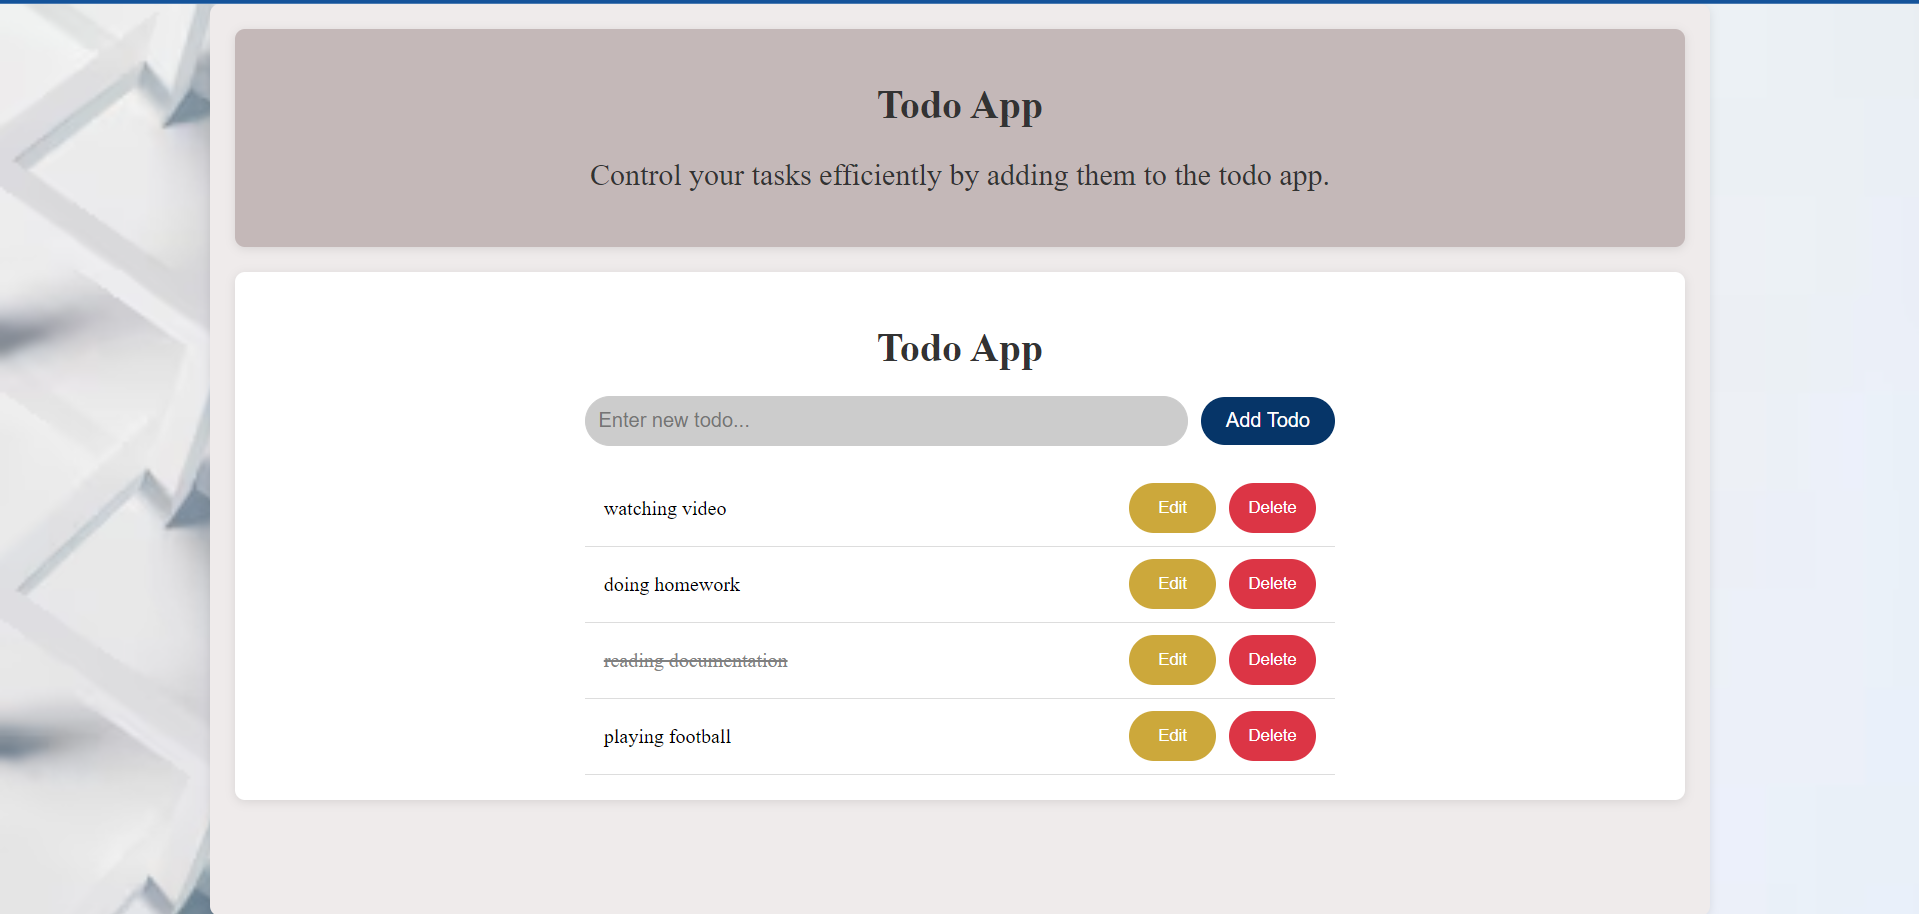 Todo App
Control your tasks efficiently by adding them to the todo app.
Todo App
Enter new todo... Add Todo
watching video Edit Delete
doing homework Edit Delete
reading documentation Edit Delete
playing football Edit Delete